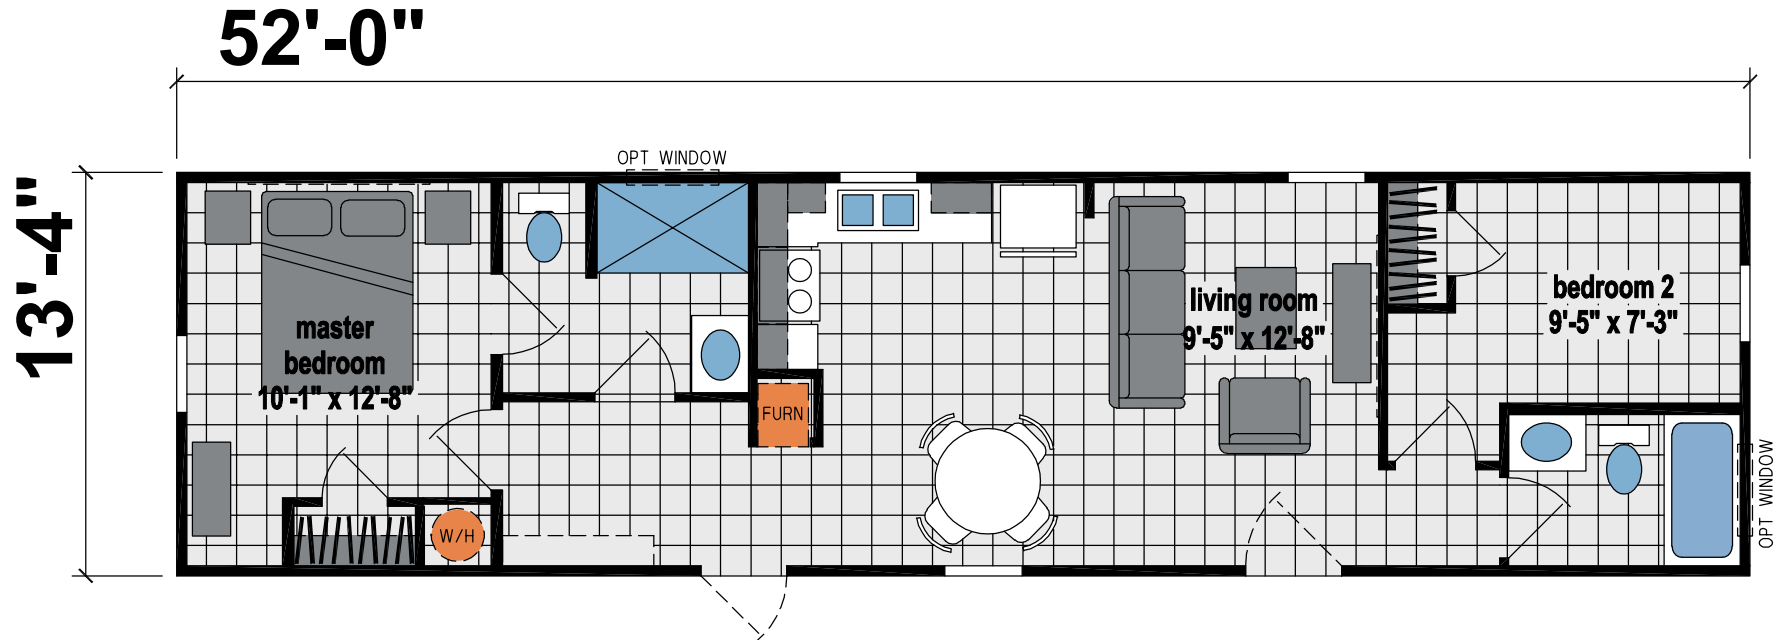 52'-0"
13'-4"
OPT WINDOW
master
bedroom
10'-1" x 12'-8"
FURN
W/H
living room
9'-5" x 12'-8"
bedroom 2
9'-5" x 7'-3"
OPT WINDOW